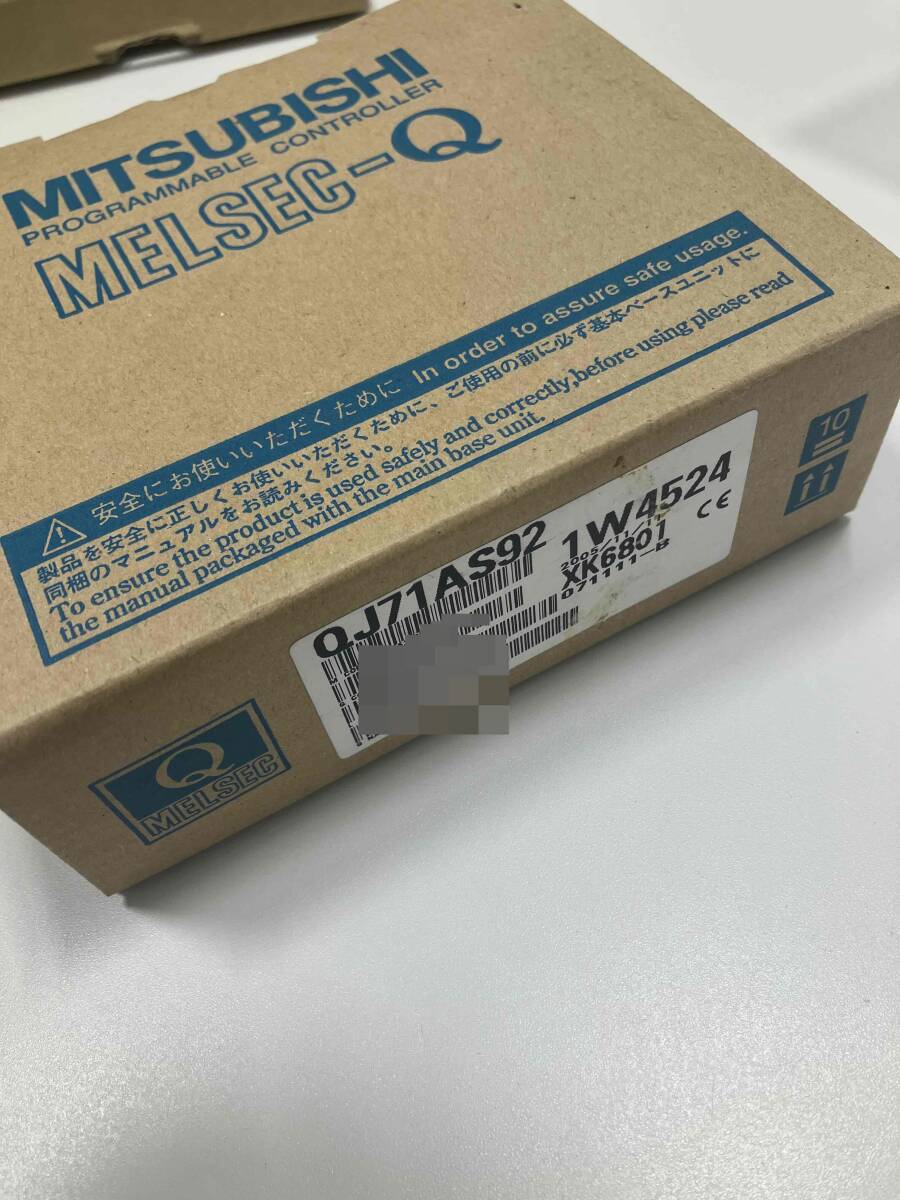 MITSUBISHI
PROGRAMMABLE CONTROLLER
MELSEC-Q
安全にお使いいただくために In order to assure safe usage.
製品を安全に正しくお使いいただくために、ご使用の前に必ず基本ベースユニットに
同梱のマニュアルをお読みください。
To ensure the product is used safely and correctly,before using please read
the manual packaged with the main base unit.
10
QJ71AS92 1W4524
2005/11/11
XK6801
071111-B
CE
Q
MELSEC